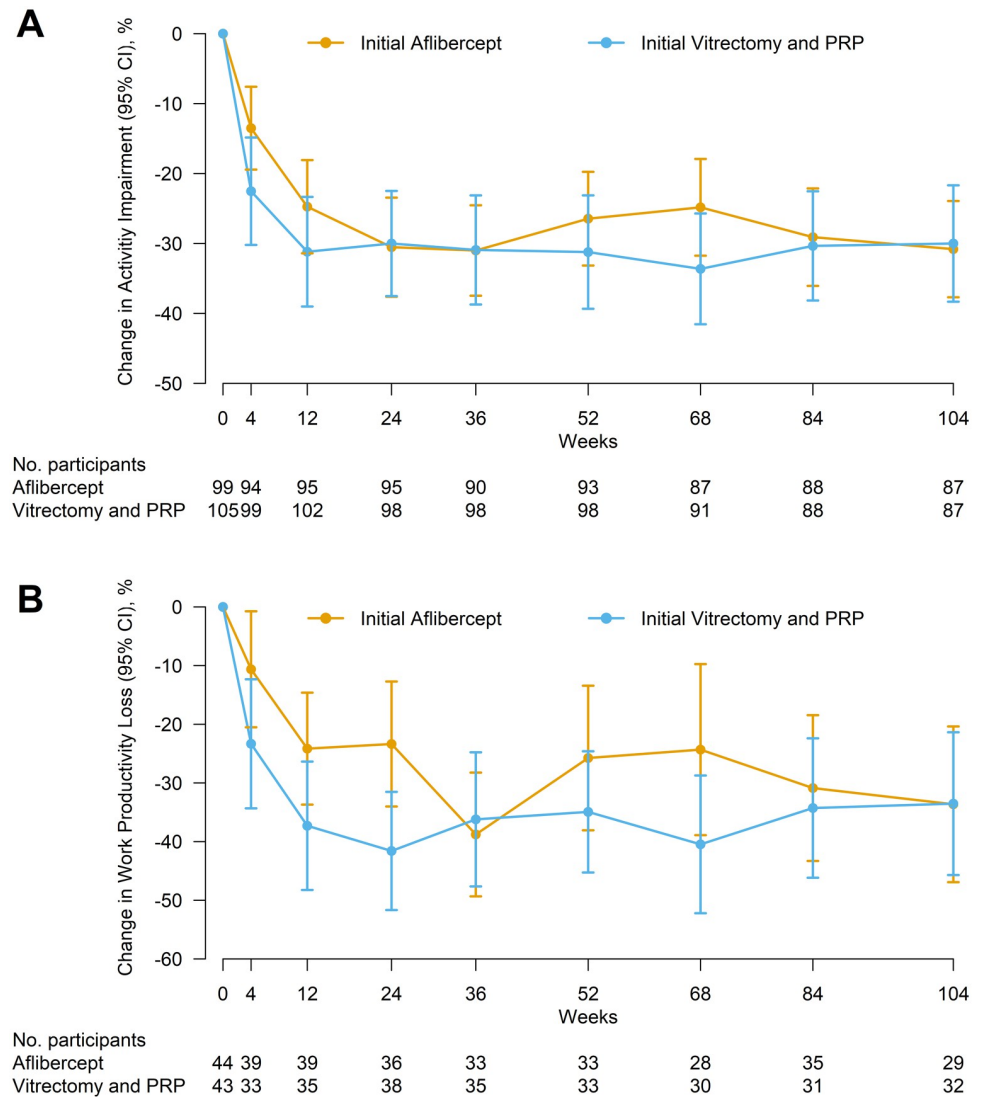 A
Change in Activity Impairment (95% CI), %
Initial Aflibercept Initial Vitrectomy and PRP
0
-10
-20
-30
-40
-50
0 4 12 24 36 52 68 84 104
Weeks
No. participants
Aflibercept 99 94 95 95 90 93 87 88 87
Vitrectomy and PRP 105 99 102 98 98 98 91 88 87
B
Change in Work Productivity Loss (95% CI), %
Initial Aflibercept Initial Vitrectomy and PRP
0
-10
-20
-30
-40
-50
-60
0 4 12 24 36 52 68 84 104
Weeks
No. participants
Aflibercept 44 39 39 36 33 33 28 35 29
Vitrectomy and PRP 43 33 35 38 35 33 30 31 32